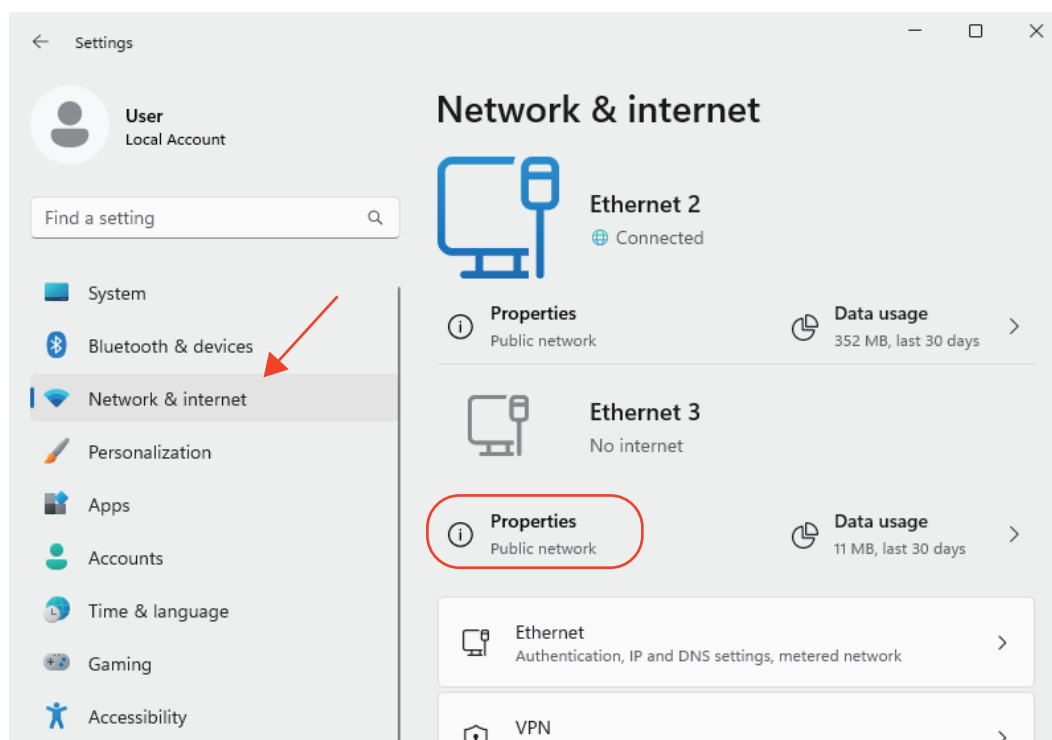 Settings
User
Local Account
Find a setting
System
Bluetooth & devices
Network & internet
Personalization
Apps
Accounts
Time & language
Gaming
Accessibility
Network & internet
Ethernet 2
Connected
Properties
Public network
Data usage
352 MB, last 30 days
Ethernet 3
No internet
Properties
Public network
Data usage
11 MB, last 30 days
Ethernet
Authentication, IP and DNS settings, metered network
VPN